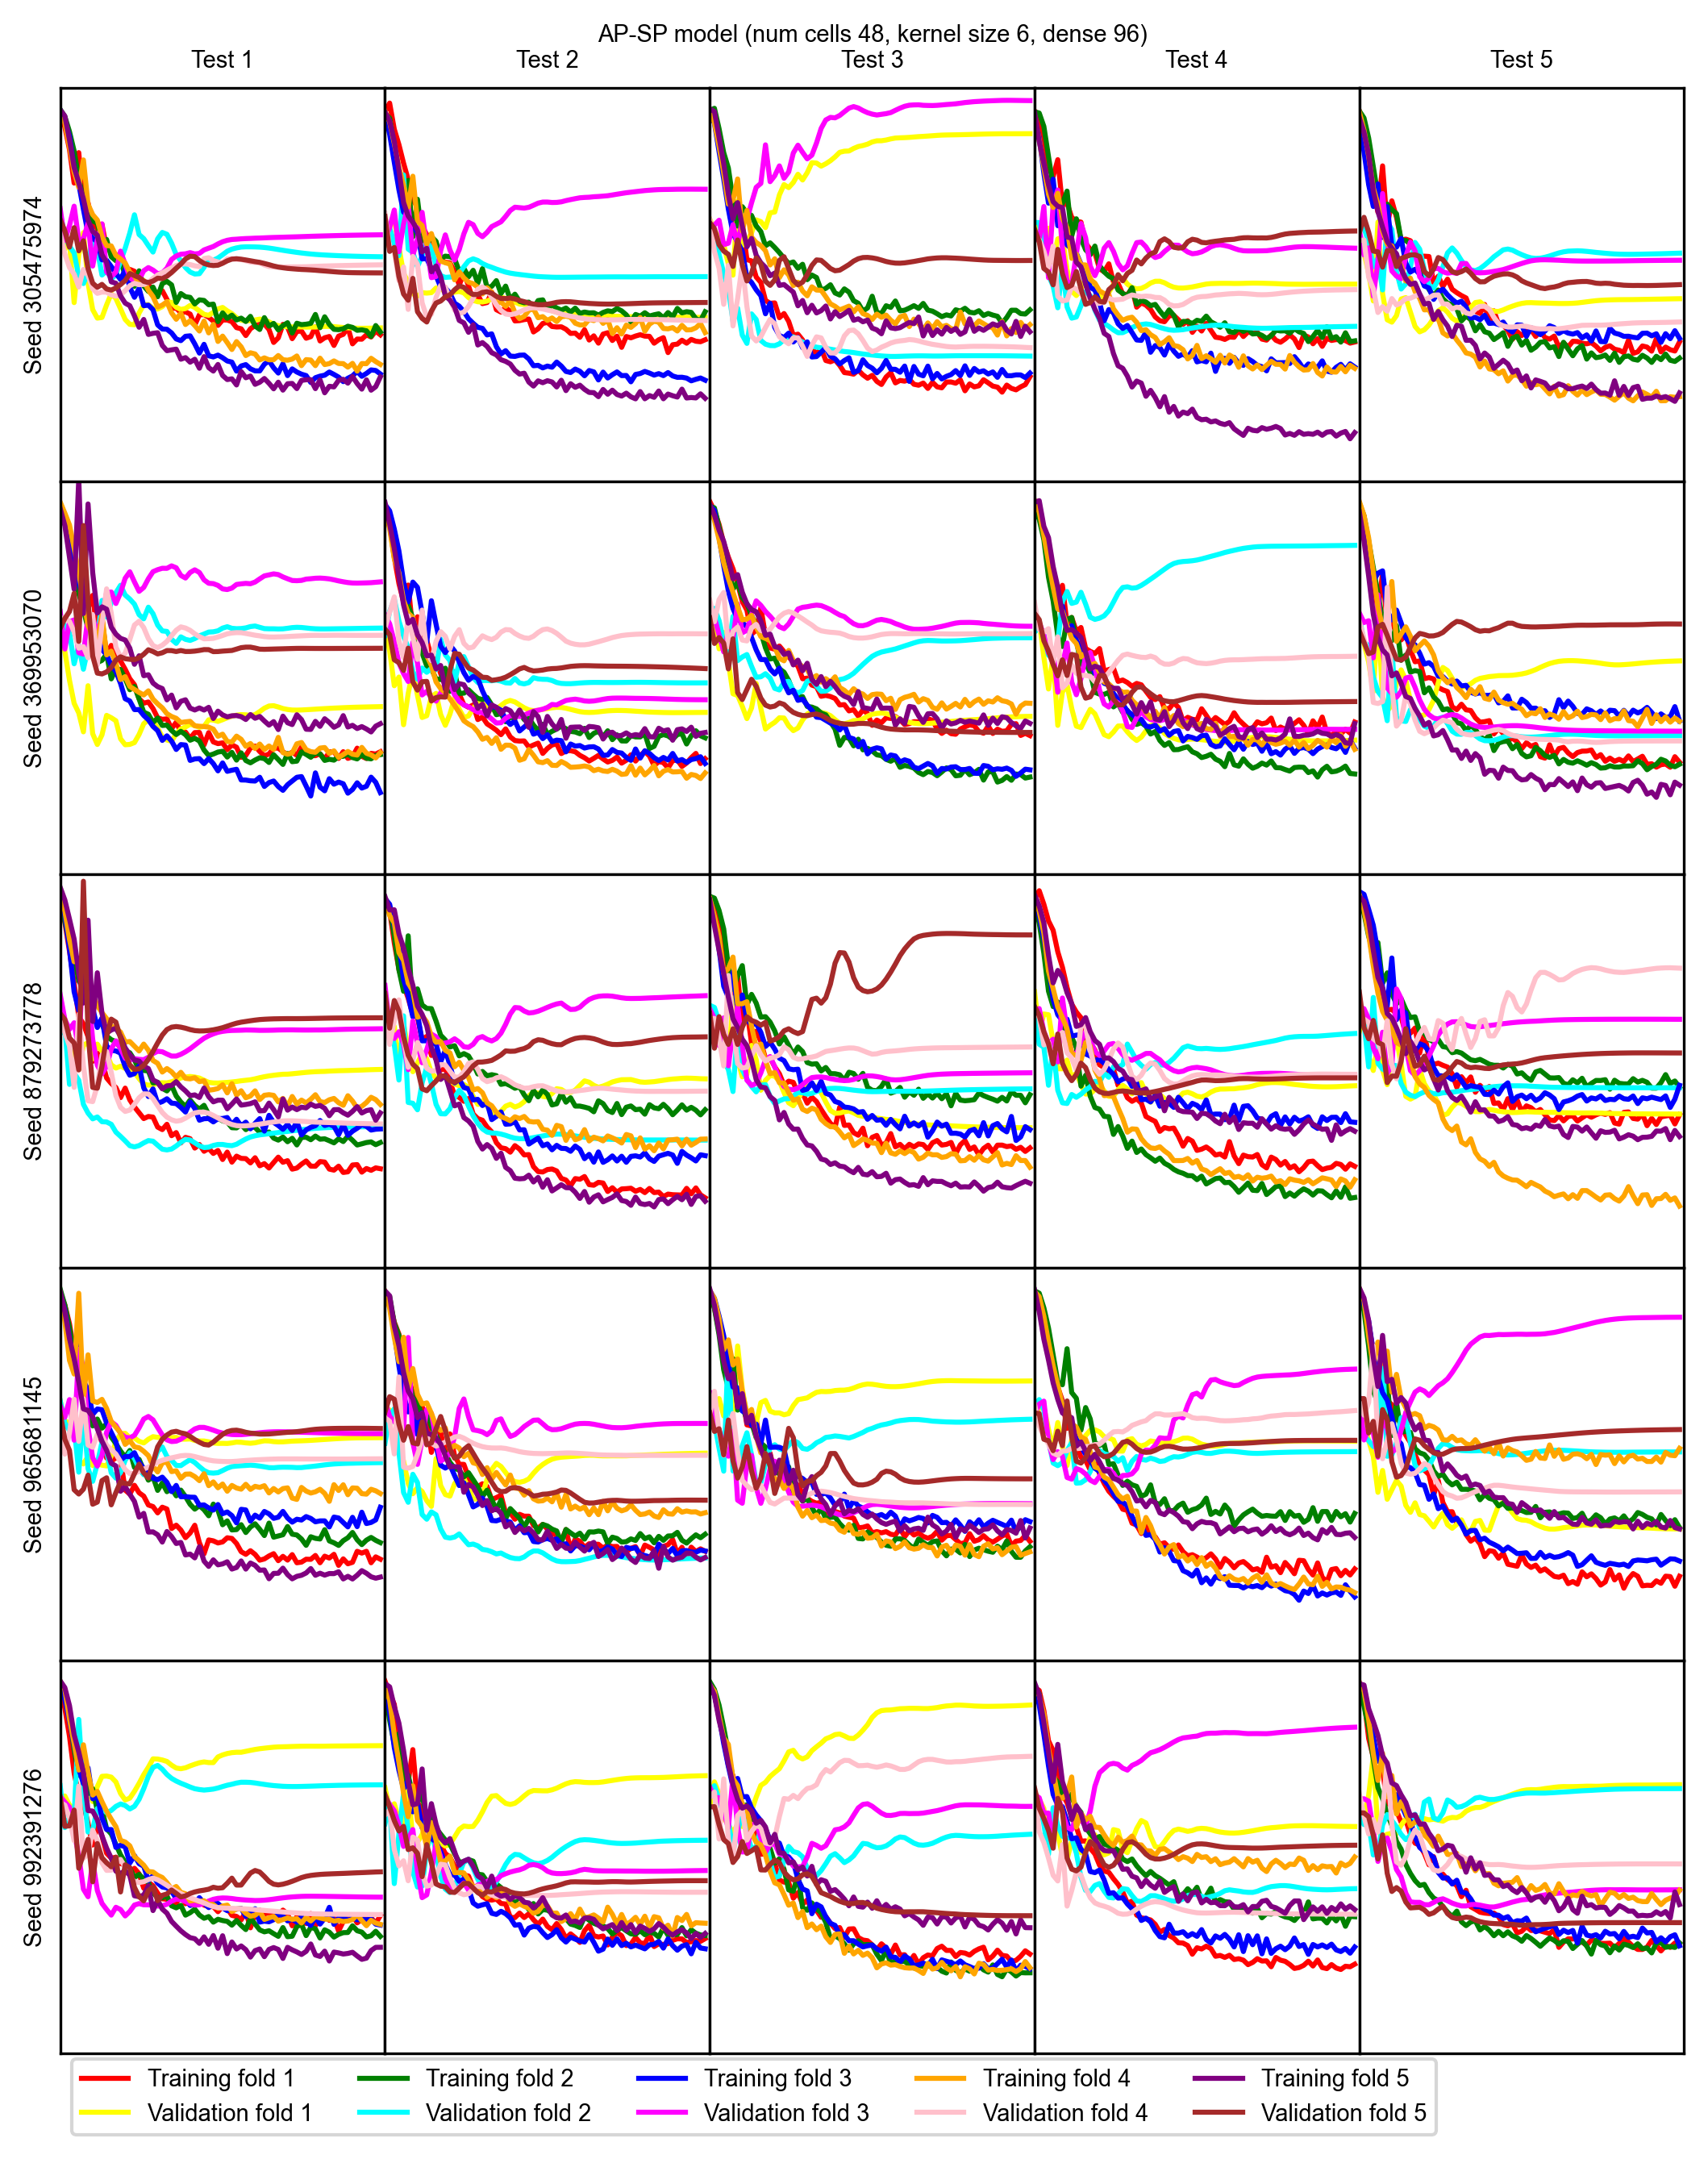 AP-SP model (num cells 48, kernel size 6, dense 96)
Test 1 Test 2 Test 3 Test 4 Test 5
Seed 305475974
Seed 369953070
Seed 879273778
Seed 965681145
Seed 992391276
Training fold 1 Training fold 2 Training fold 3 Training fold 4 Training fold 5
Validation fold 1 Validation fold 2 Validation fold 3 Validation fold 4 Validation fold 5